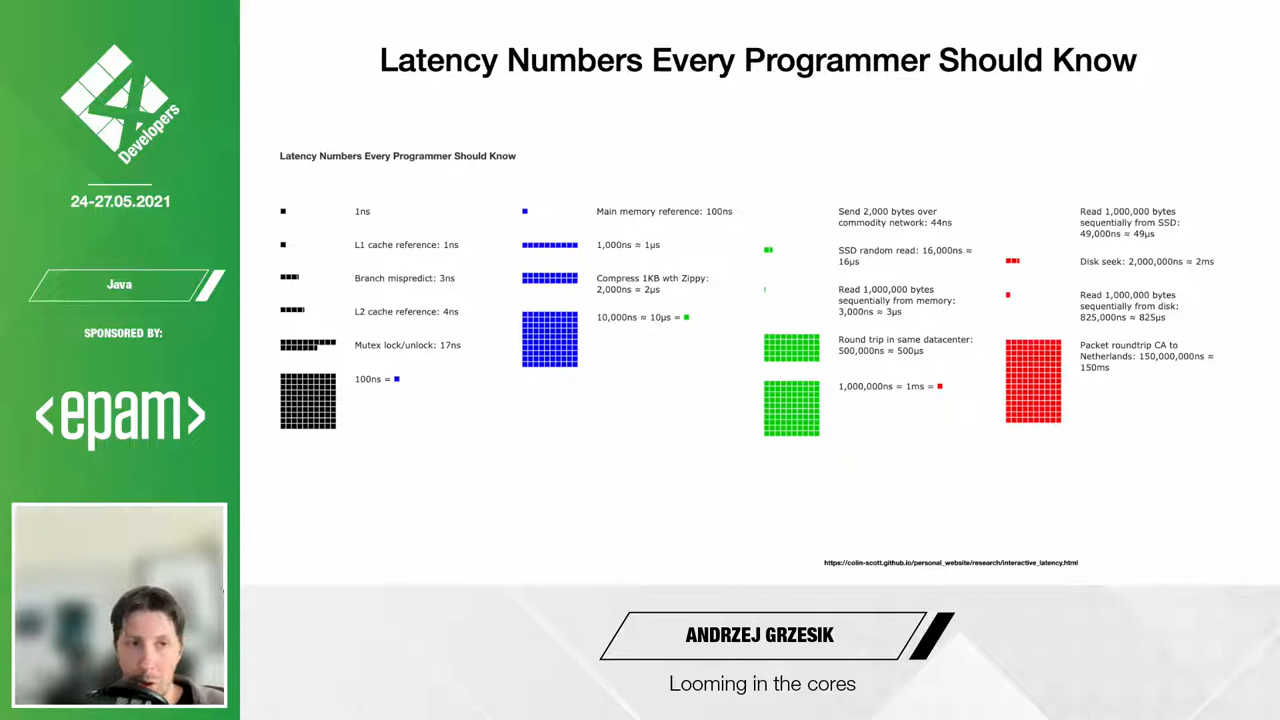 4
Developers
24-27.05.2021
Java
SPONSORED BY:
<epam>
Latency Numbers Every Programmer Should Know
Latency Numbers Every Programmer Should Know
1ns
L1 cache reference: 1ns
Branch mispredict: 3ns
L2 cache reference: 4ns
Mutex lock/unlock: 17ns
100ns =
Main memory reference: 100ns
1,000ns ≈ 1μs
Compress 1KB wth Zippy:
2,000ns ≈ 2μs
10,000ns ≈ 10μs =
Send 2,000 bytes over
commodity network: 44ns
SSD random read: 16,000ns ≈
16μs
Read 1,000,000 bytes
sequentially from memory:
3,000ns ≈ 3μs
Round trip in same datacenter:
500,000ns ≈ 500μs
1,000,000ns = 1ms =
Read 1,000,000 bytes
sequentially from SSD:
49,000ns ≈ 49μs
Disk seek: 2,000,000ns ≈ 2ms
Read 1,000,000 bytes
sequentially from disk:
825,000ns ≈ 825μs
Packet roundtrip CA to
Netherlands: 150,000,000ns ≈
150ms
https://colin-scott.github.io/personal_website/research/interactive_latency.html
ANDRZEJ GRZESIK
Looming in the cores